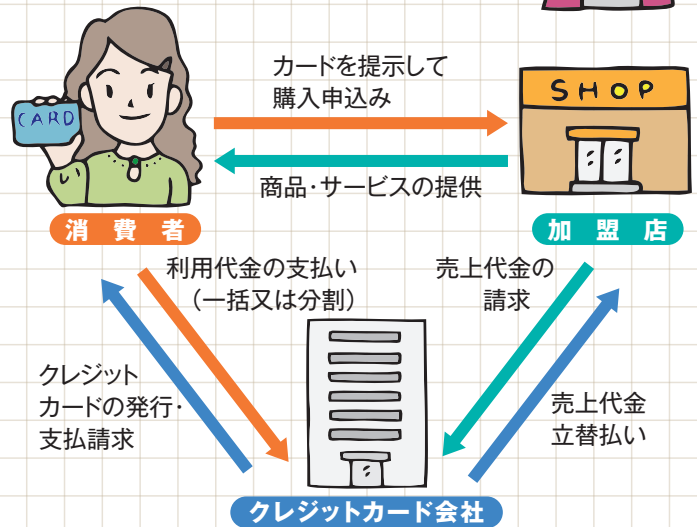 カードを提示して
購入申込み
SHOP
CARD
商品・サービスの提供
消費者
加盟店
利用代金の支払い
（一括又は分割）
売上代金の
請求
クレジット
カードの発行・
支払請求
売上代金
立替払い
クレジットカード会社